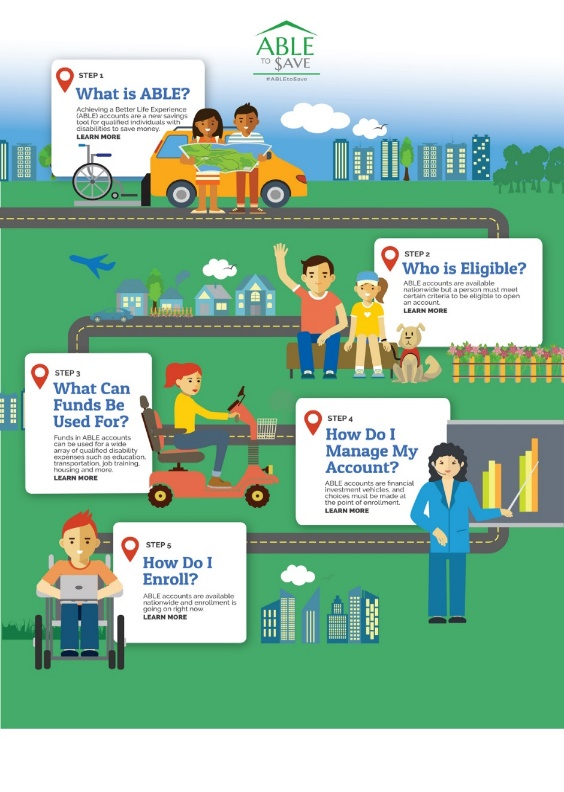 ABLE
TO $AVE
#ABLEtoSave
STEP 1
What is ABLE?
Achieving a Better Life Experience
(ABLE) accounts are a new savings
tool for qualified individuals with
disabilities to save money.
LEARN MORE
STEP 2
Who is Eligible?
ABLE accounts are available
nationwide but a person must meet
certain criteria to be eligible to open
an account.
LEARN MORE
STEP 3
What Can
Funds Be
Used For?
Funds in ABLE accounts
can be used for a wide
array of qualified disability
expenses such as education,
transportation, job training,
housing and more.
LEARN MORE
STEP 4
How Do I
Manage My
Account?
ABLE accounts are financial
investment vehicles, and
choices must be made at
the point of enrollment.
LEARN MORE
STEP 5
How Do I
Enroll?
ABLE accounts are available
nationwide and enrollment is
going on right now.
LEARN MORE